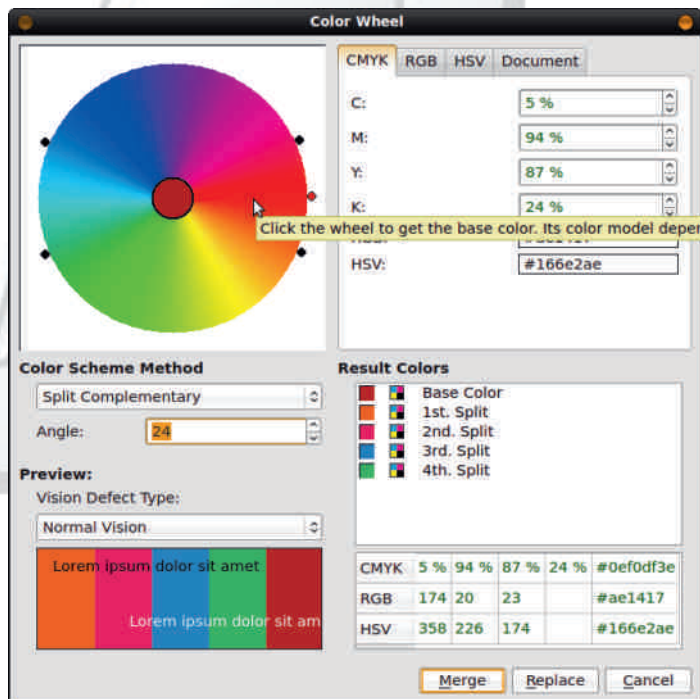 Color Wheel
CMYK RGB HSV Document
C: 5 %
M: 94 %
Y: 87 %
K: 24 %
Click the wheel to get the base color. Its color model depen
HSV: #166e2ae
Color Scheme Method
Split Complementary
Angle: 24
Preview:
Vision Defect Type:
Normal Vision
Lorem ipsum dolor sit amet
Lorem ipsum dolor sit am
Result Colors
Base Color
1st. Split
2nd. Split
3rd. Split
4th. Split
CMYK 5 % 94 % 87 % 24 % #0ef0df3e
RGB 174 20 23 #ae1417
HSV 358 226 174 #166e2ae
Merge Replace Cancel